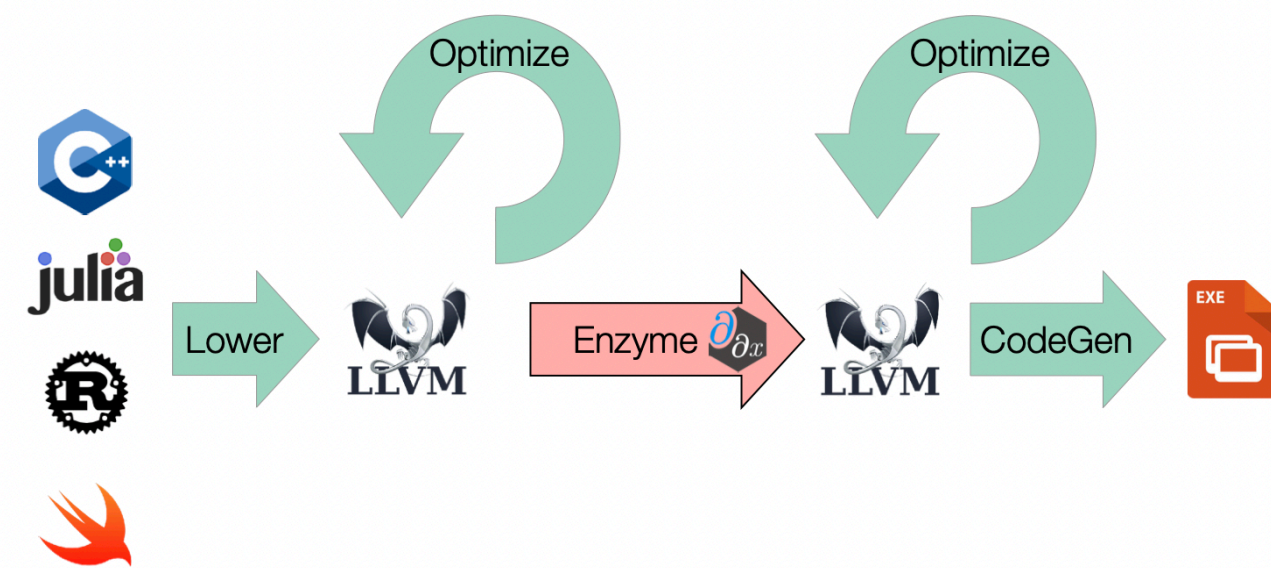 Optimize
Optimize
C++
julia
R
Lower
LLVM
Enzyme ∂ ∂x
LLVM
CodeGen
EXE